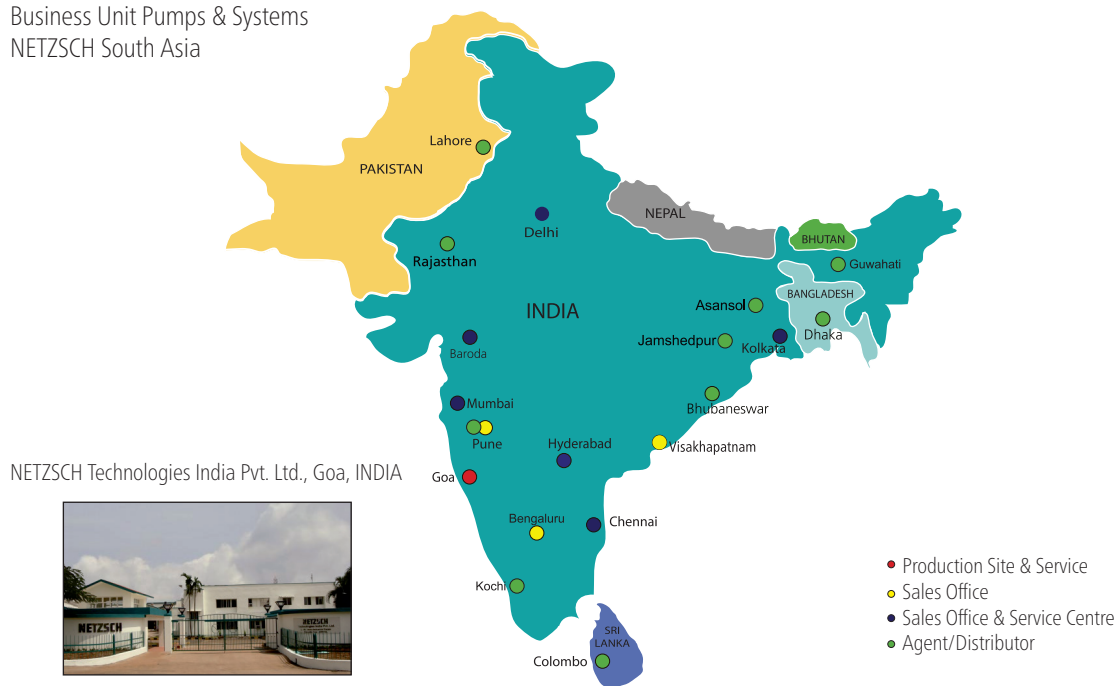 Business Unit Pumps & Systems
NETZSCH South Asia
Lahore
PAKISTAN
Delhi
NEPAL
BHUTAN
Rajasthan
Guwahati
BANGLADESH
Asansol
INDIA
Dhaka
Jamshedpur
Kolkata
Baroda
Mumbai
Bhubaneswar
Pune
Hyderabad
Visakhapatnam
NETZSCH Technologies India Pvt. Ltd., Goa, INDIA
Goa
Bengaluru
Chennai
Kochi
NETZSCH
NETZSCH
SRI
LANKA
Colombo
Production Site & Service
Sales Office
Sales Office & Service Centre
Agent/Distributor